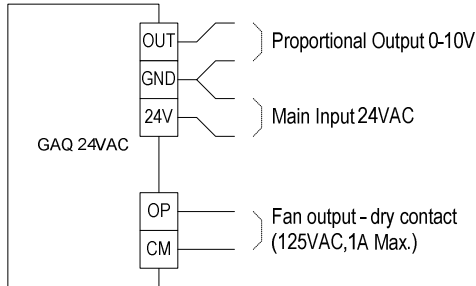 OUT
Proportional Output 0-10V
GND
24V
Main Input 24VAC
GAQ 24VAC
OP
Fan output - dry contact
CM
(125VAC,1A Max.)